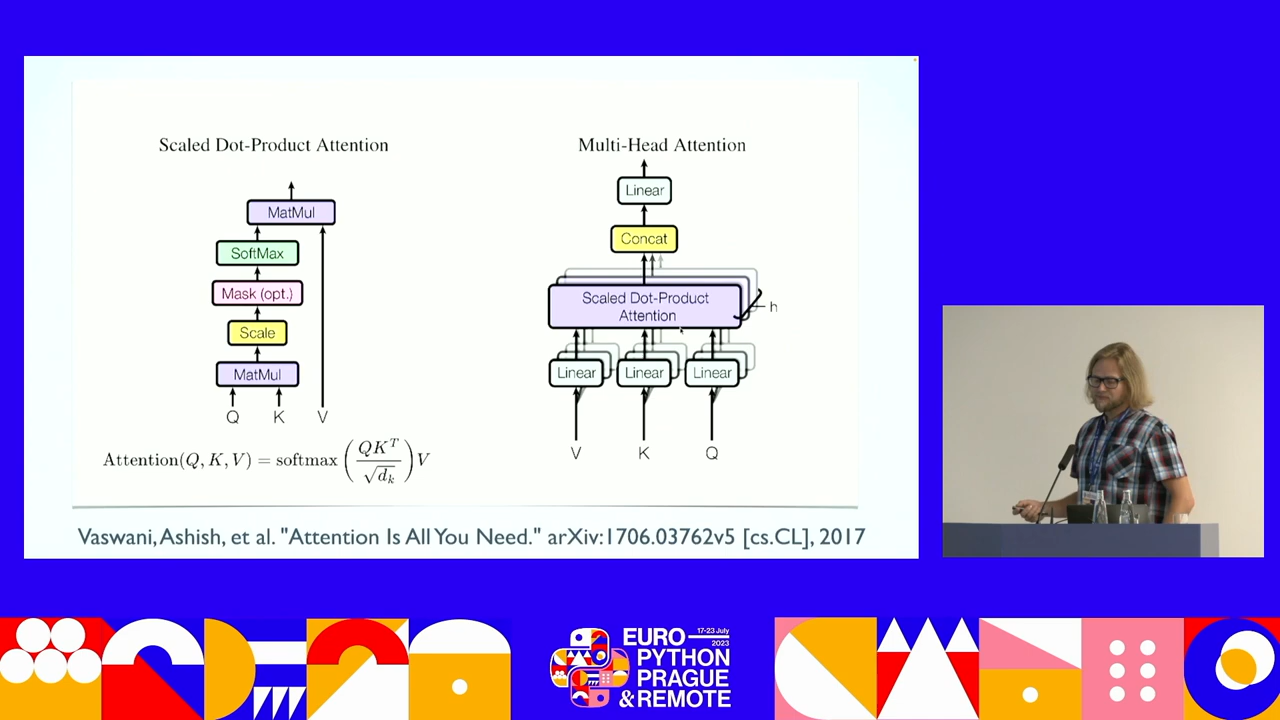 Scaled Dot-Product Attention
MatMul
SoftMax
Mask (opt.)
Scale
MatMul
Q K V
Attention(Q, K, V) = softmax(QK^T / √d_k)V
Multi-Head Attention
Linear
Concat
Scaled Dot-Product
Attention
h
Linear Linear Linear
V K Q
Vaswani, Ashish, et al. "Attention Is All You Need." arXiv:1706.03762v5 [cs.CL], 2017
17-23 July
2023
EURO
PYTHON
PRAGUE
& REMOTE